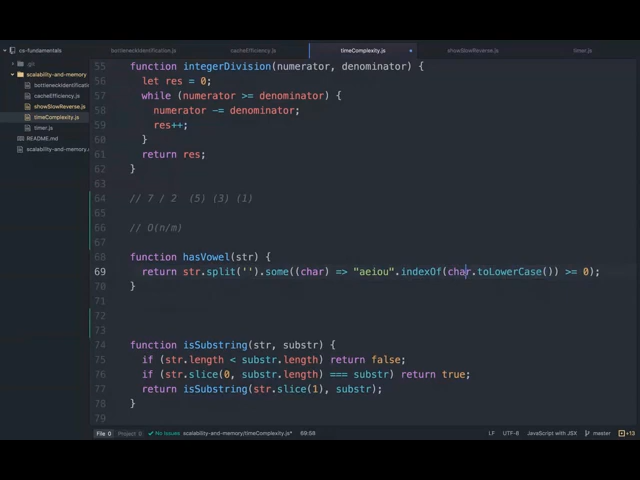 cs-fundamentals
bottleneckIdentification.js
cacheEfficiency.js
timeComplexity.js
showSlowReverse.js
timer.js
.git
scalability-and-memory
bottleneckIdentificatio
cacheEfficiency.js
showSlowReverse.js
timeComplexity.js
timer.js
README.md
scalability-and-memory.
55 function integerDivision(numerator, denominator) {
56 let res = 0;
57 while (numerator >= denominator) {
58 numerator -= denominator;
59 res++;
60 }
61 return res;
62 }
63
64 // 7 / 2 (5) (3) (1)
65
66 // O(n/m)
67
68 function hasVowel(str) {
69 return str.split('').some((char) => "aeiou".indexOf(char.toLowerCase()) >= 0);
70 }
71
72
73
74 function isSubstring(str, substr) {
75 if (str.length < substr.length) return false;
76 if (str.slice(0, substr.length) === substr) return true;
77 return isSubstring(str.slice(1), substr);
78 }
79
File 0 Project 0 No Issues scalability-and-memory/timeComplexity.js* 69:58 LF UTF-8 JavaScript with JSX master +13